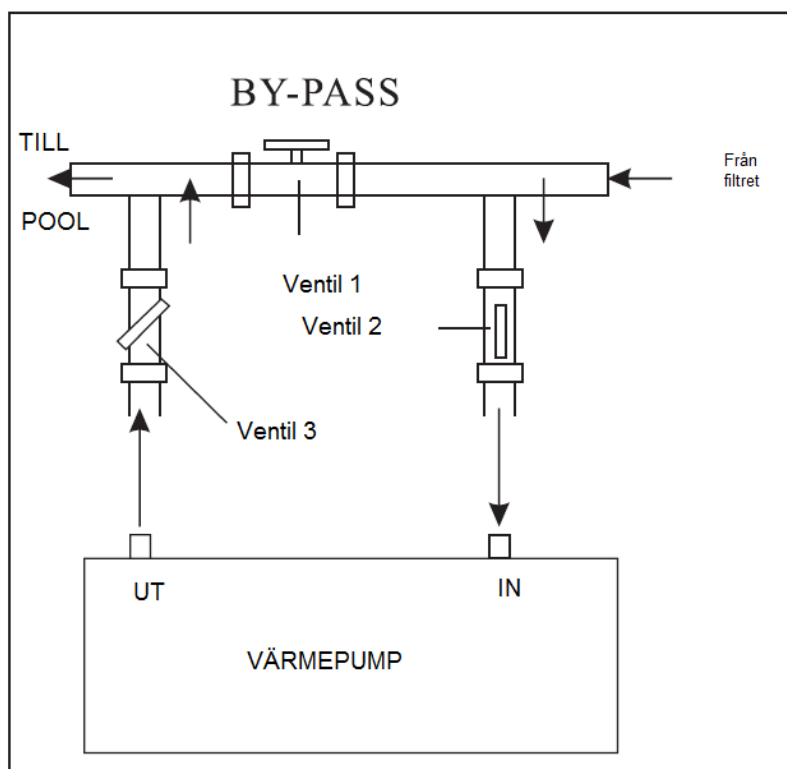 BY-PASS
TILL
POOL
Från
filtret
Ventil 1
Ventil 2
Ventil 3
UT
IN
VÄRMEPUMP